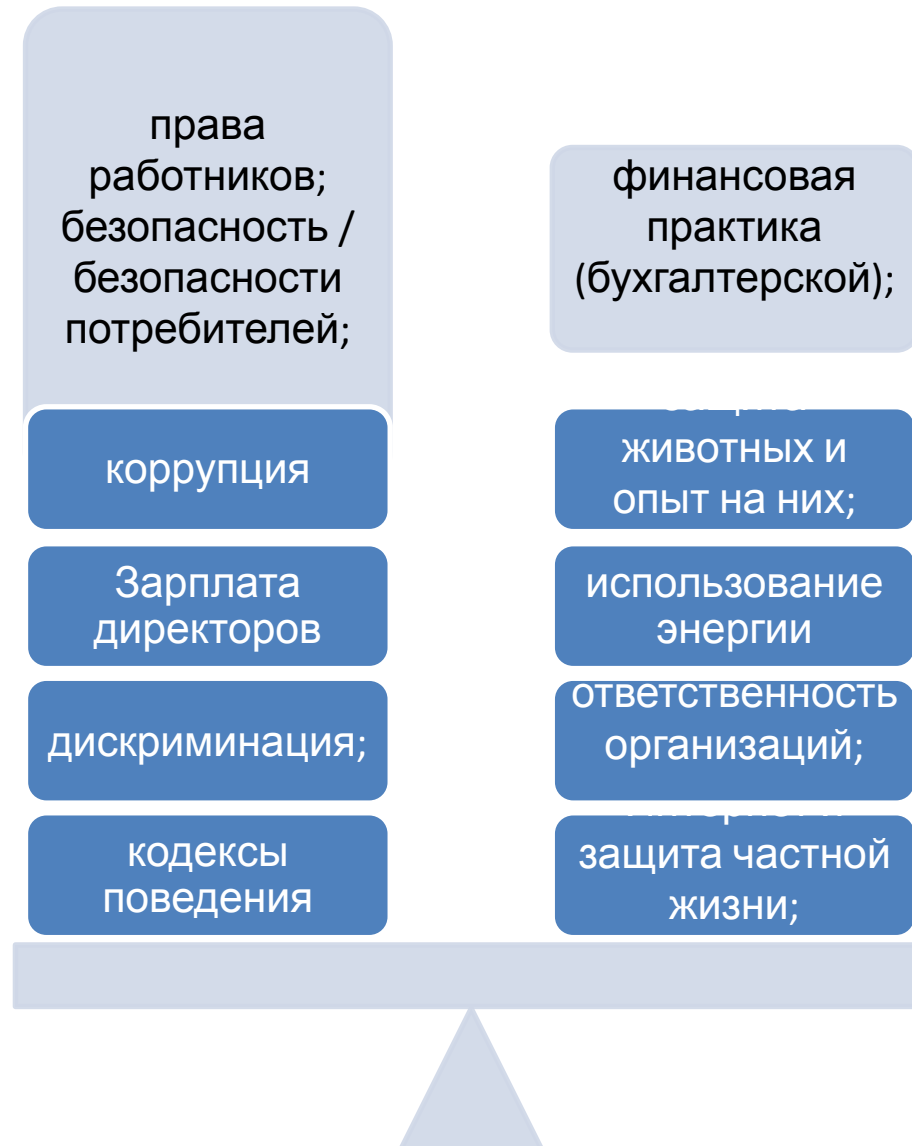 права
работников;
безопасность /
безопасности
потребителей;
коррупция
Зарплата
директоров
дискриминация;
кодексы
поведения
финансовая
практика
(бухгалтерской);
защита
животных и
опыт на них;
использование
энергии
ответственность
организаций;
защита частной
жизни;